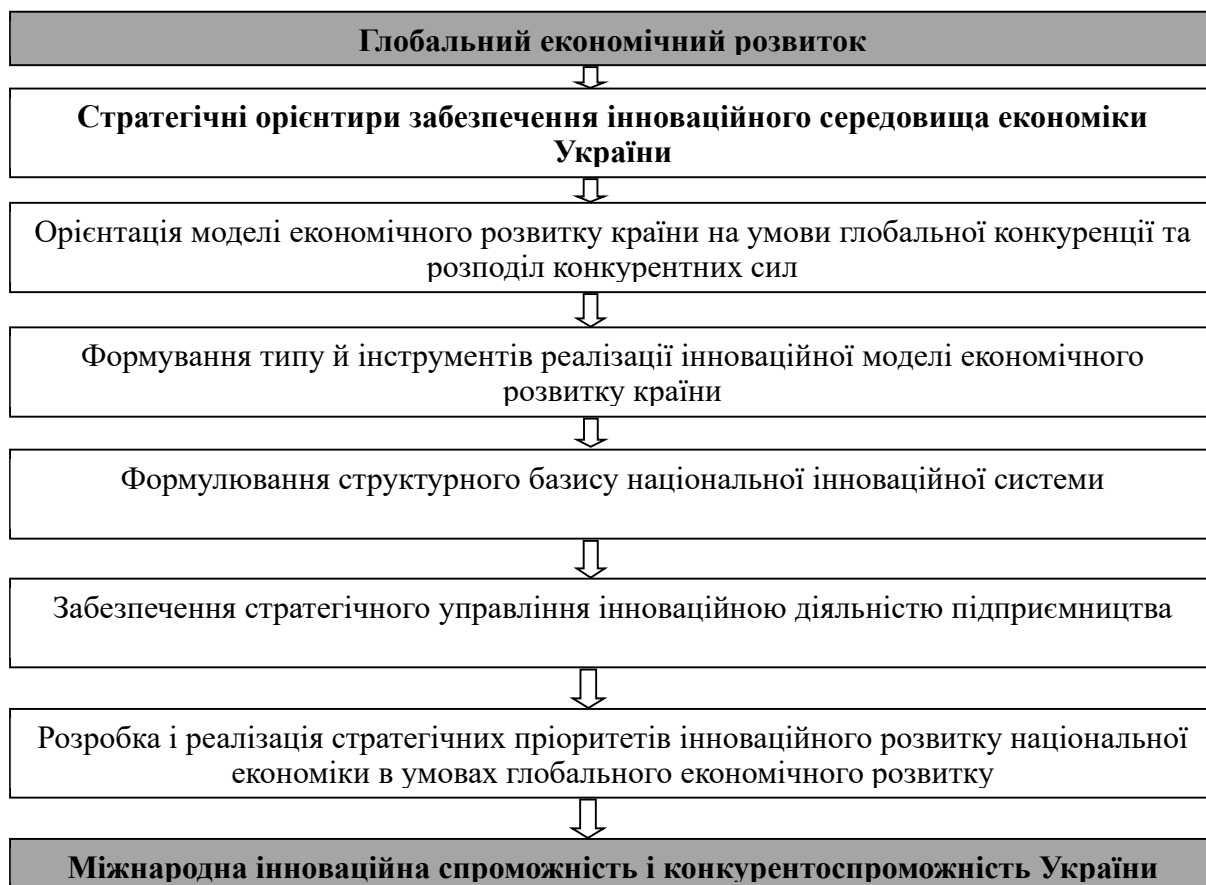 Глобальний економічний розвиток
Стратегічні орієнтири забезпечення інноваційного середовища економіки
України
Орієнтація моделі економічного розвитку країни на умови глобальної конкуренції та
розподіл конкурентних сил
Формування типу й інструментів реалізації інноваційної моделі економічного
розвитку країни
Формулювання структурного базису національної інноваційної системи
Забезпечення стратегічного управління інноваційною діяльністю підприємництва
Розробка і реалізація стратегічних пріоритетів інноваційного розвитку національної
економіки в умовах глобального економічного розвитку
Міжнародна інноваційна спроможність і конкурентоспроможність України